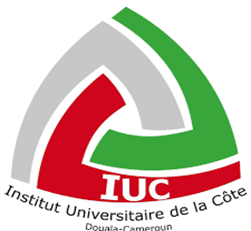 IUC
Institut Universitaire de la Côte
Douala-Cameroun